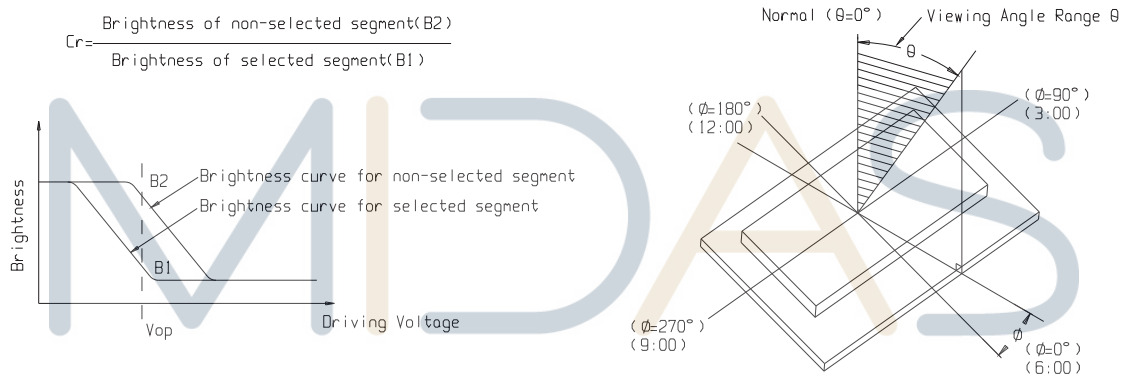 Brightness of non-selected segment(B2)
Cr=
Brightness of selected segment(B1)
Normal (θ=0°)
Viewing Angle Range θ
θ
(Ø=180°)
(12:00)
(Ø=90°)
(3:00)
MIDAS
B2
Brightness curve for non-selected segment
Brightness curve for selected segment
Brightness
B1
Driving Voltage
Vop
(Ø=270°)
(9:00)
Ø
(Ø=0°)
(6:00)